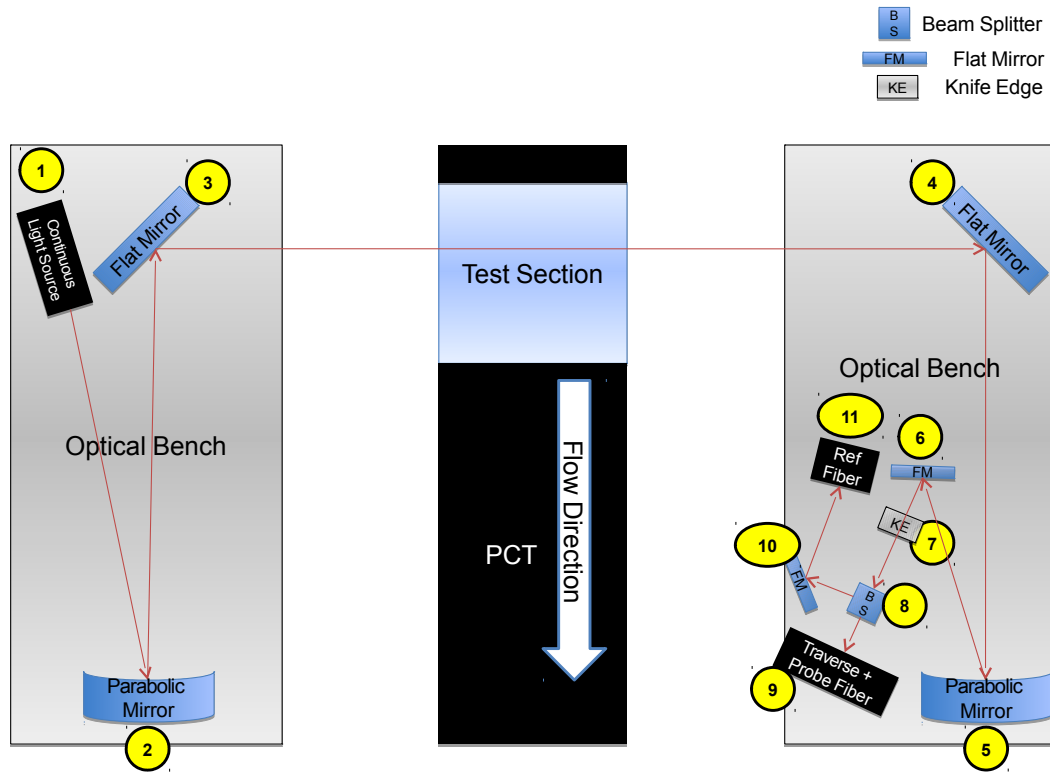 B
S
Beam Splitter
FM
Flat Mirror
KE
Knife Edge
1
3
4
Continuous
Light Source
Flat Mirror
Flat Mirror
Test Section
Optical Bench
Optical Bench
11
6
Ref
Fiber
FM
Flow Direction
KE
7
PCT
10
FM
B
S
8
Traverse +
Probe Fiber
9
Parabolic
Mirror
2
Parabolic
Mirror
5